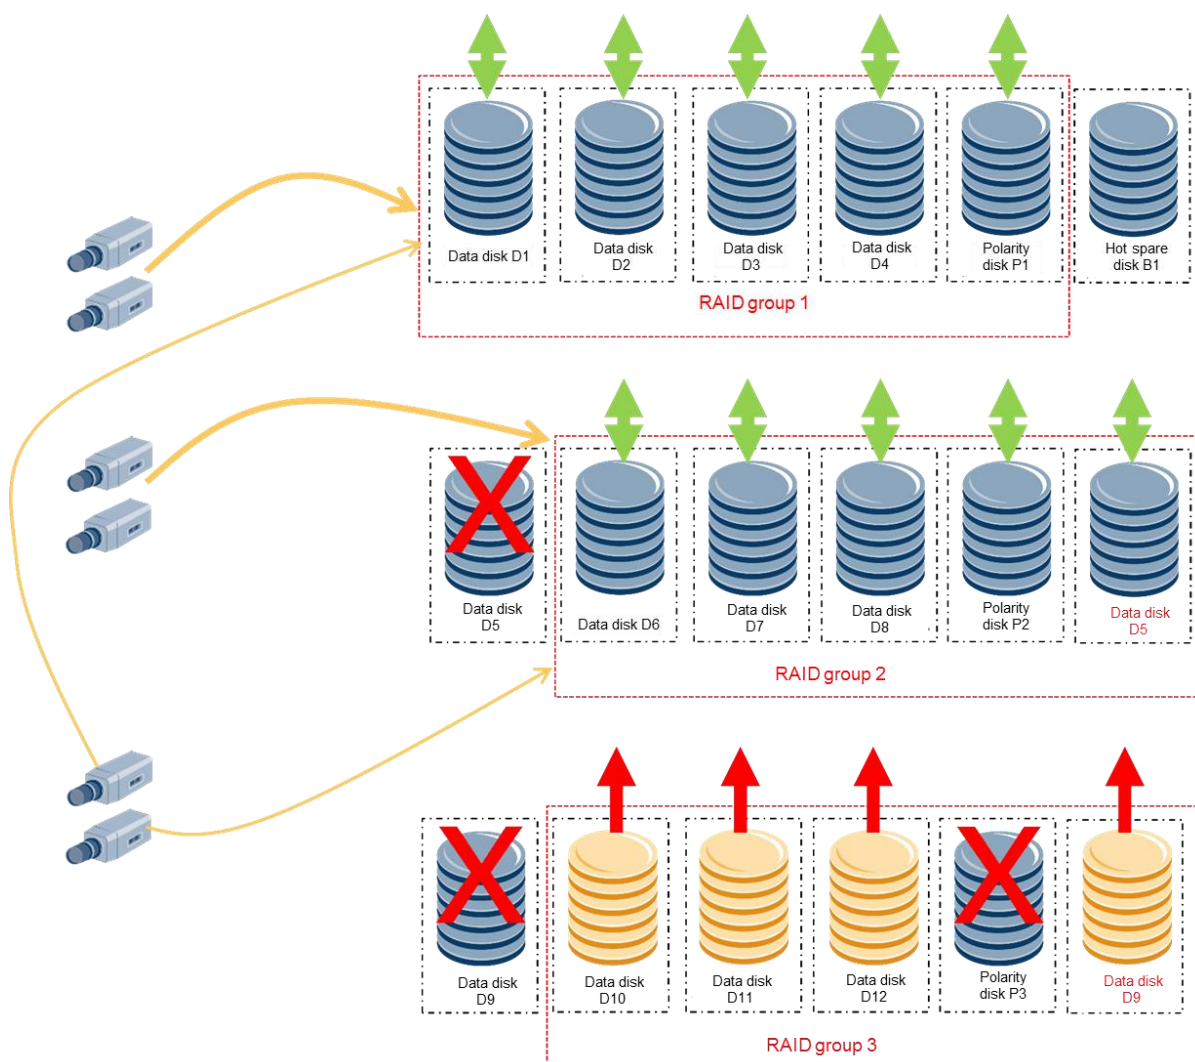 Data disk D1
Data disk
D2
Data disk
D3
Data disk
D4
Polarity
disk P1
Hot spare
disk B1
RAID group 1
Data disk
D5
Data disk D6
Data disk
D7
Data disk
D8
Polarity
disk P2
Data disk
D5
RAID group 2
Data disk
D9
Data disk
D10
Data disk
D11
Data disk
D12
Polarity
disk P3
Data disk
D9
RAID group 3